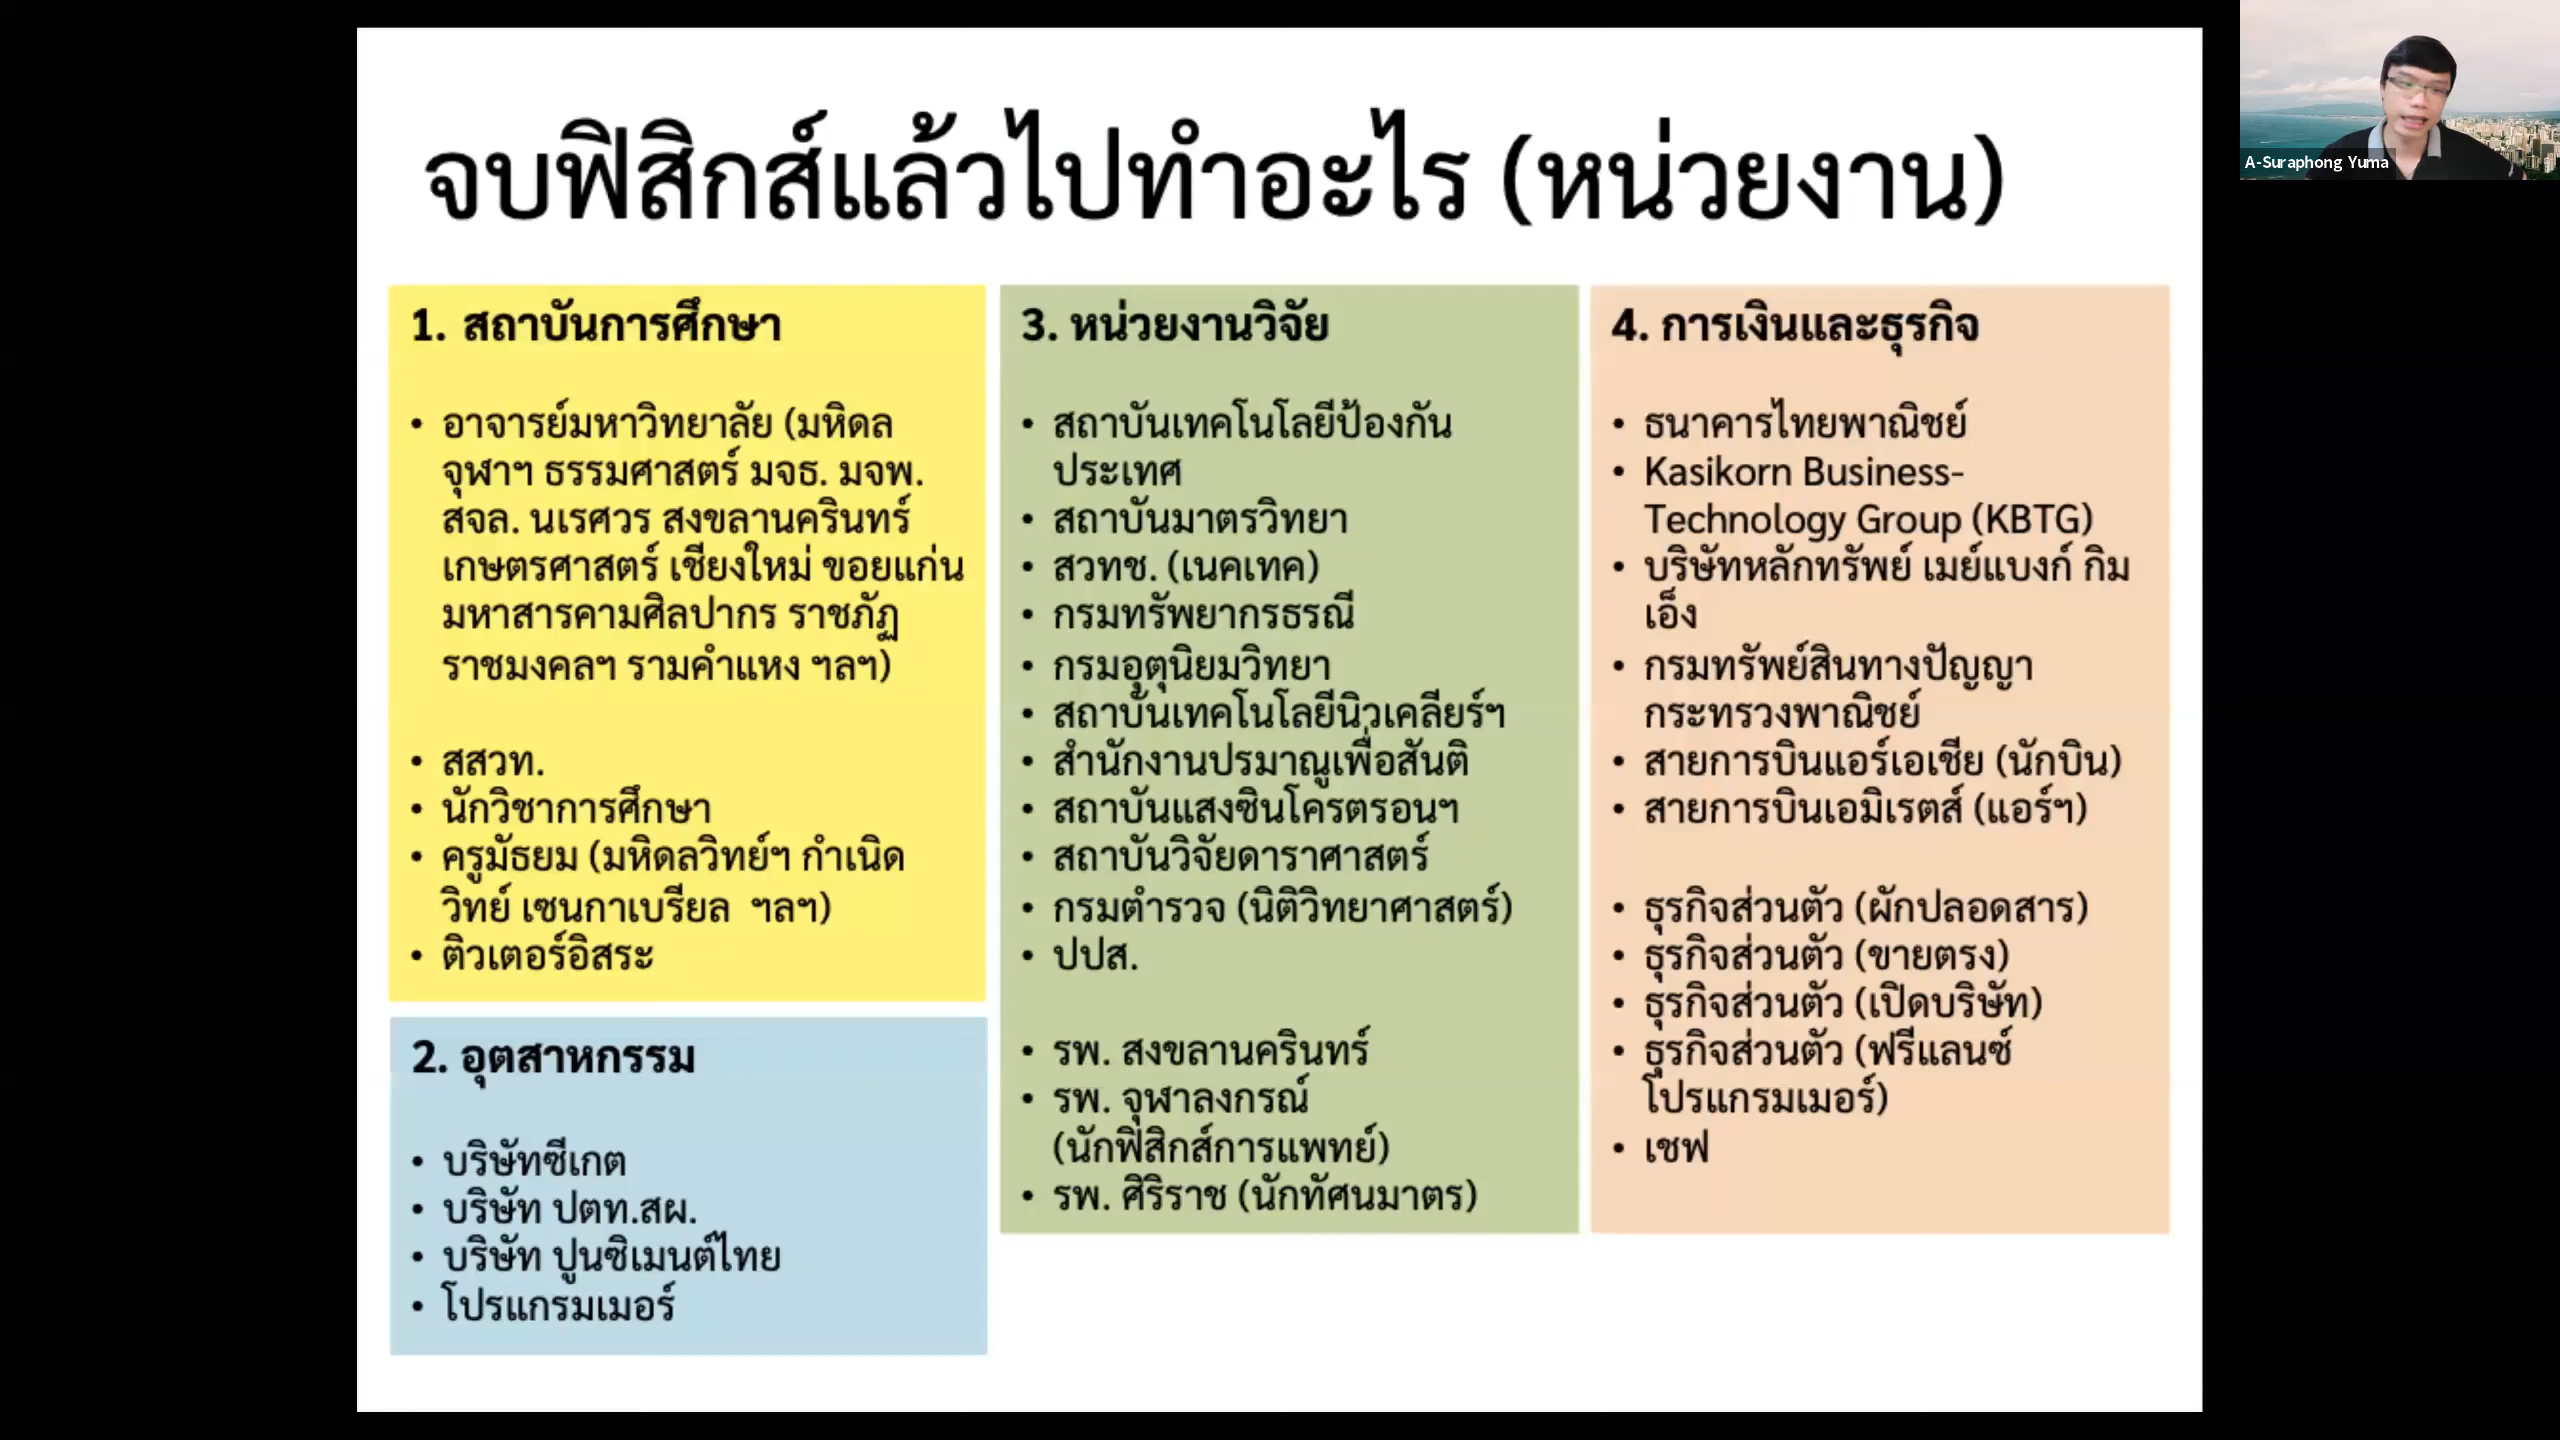 จบฟิสิกส์แล้วไปทำอะไร (หน่วยงาน)
1. สถาบันการศึกษา
• อาจารย์มหาวิทยาลัย (มหิดล
จุฬาฯ ธรรมศาสตร์ มจธ. มจพ.
สจล. นเรศวร สงขลานครินทร์
เกษตรศาสตร์ เชียงใหม่ ขอยแก่น
มหาสารคามศิลปากร ราชภัฏ
ราชมงคลฯ รามคำแหง ฯลฯ)
• สสวท.
• นักวิชาการศึกษา
• ครูมัธยม (มหิดลวิทย์ฯ กำเนิด
วิทย์ เซนกาเบรียล ฯลฯ)
• ติวเตอร์อิสระ
2. อุตสาหกรรม
• บริษัทซีเกต
• บริษัท ปตท.สผ.
• บริษัท ปูนซิเมนต์ไทย
• โปรแกรมเมอร์
3. หน่วยงานวิจัย
• สถาบันเทคโนโลยีป้องกัน
ประเทศ
• สถาบันมาตรวิทยา
• สวทช. (เนคเทค)
• กรมทรัพยากรธรณี
• กรมอุตุนิยมวิทยา
• สถาบันเทคโนโลยีนิวเคลียร์ฯ
• สำนักงานปรมาณูเพื่อสันติ
• สถาบันแสงซินโครตรอนฯ
• สถาบันวิจัยดาราศาสตร์
• กรมตำรวจ (นิติวิทยาศาสตร์)
• ปปส.
• รพ. สงขลานครินทร์
• รพ. จุฬาลงกรณ์
(นักฟิสิกส์การแพทย์)
• รพ. ศิริราช (นักทัศนมาตร)
4. การเงินและธุรกิจ
• ธนาคารไทยพาณิชย์
• Kasikorn Business-
Technology Group (KBTG)
• บริษัทหลักทรัพย์ เมย์แบงก์ กิม
เอ็ง
• กรมทรัพย์สินทางปัญญา
กระทรวงพาณิชย์
• สายการบินแอร์เอเชีย (นักบิน)
• สายการบินเอมิเรตส์ (แอร์ฯ)
• ธุรกิจส่วนตัว (ผักปลอดสาร)
• ธุรกิจส่วนตัว (ขายตรง)
• ธุรกิจส่วนตัว (เปิดบริษัท)
• ธุรกิจส่วนตัว (ฟรีแลนซ์
โปรแกรมเมอร์)
• เชฟ
A-Suraphong Yuma